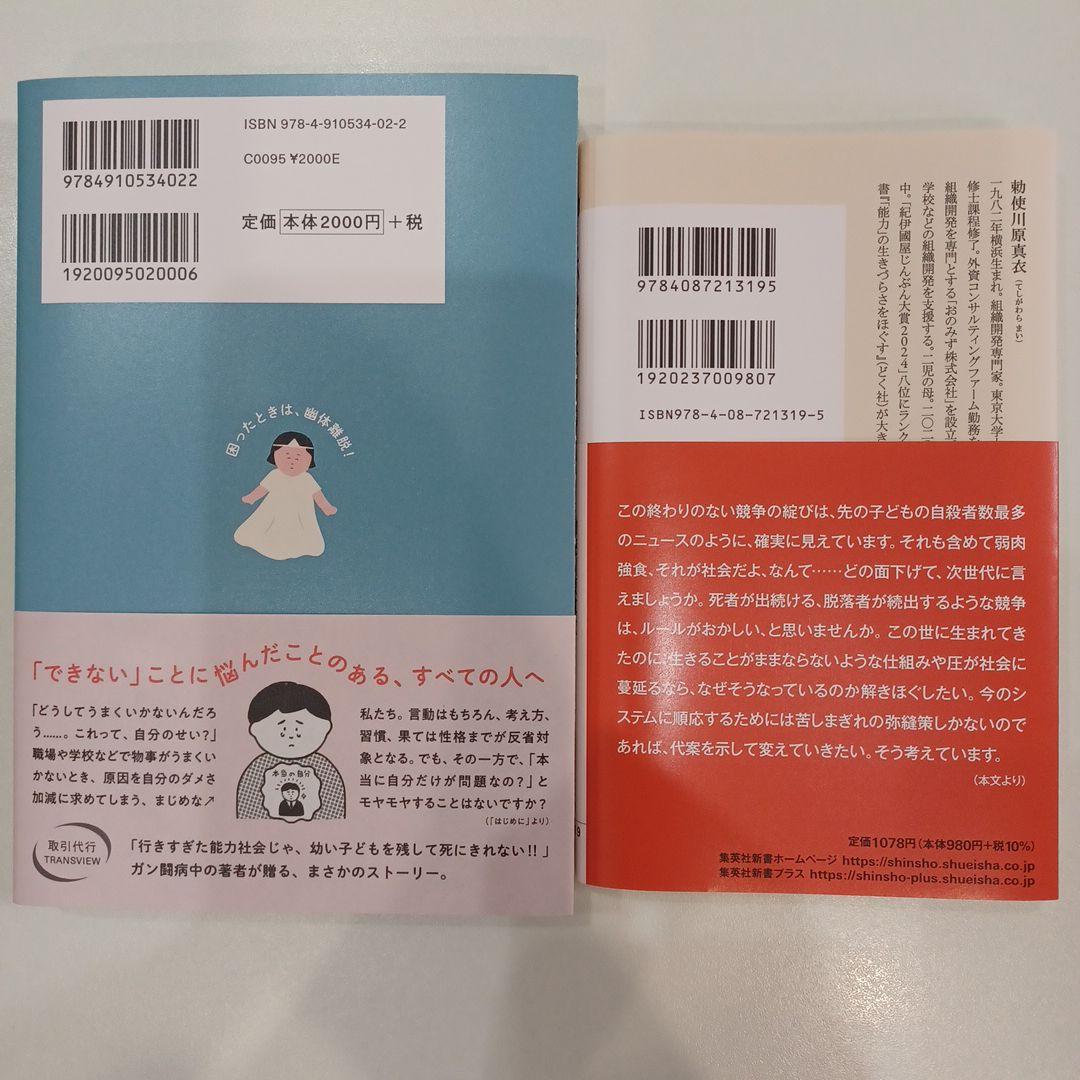 ISBN 978-4-910534-02-2
C0095 ¥2000E
9784910534022
定価 本体2000円 +税
1920095020006
困ったときは、幽体離脱!
「できない」ことに悩んだことのある、すべての人へ
「どうしてうまくいかないんだろ
う……。これって、自分のせい?」
職場や学校などで物事がうまくい
かないとき、原因を自分のダメさ
加減に求めてしまう、まじめな↗
本当の自分
私たち。言動はもちろん、考え方、
習慣、果ては性格までが反省
対象となる。でも、その一方で、「本
当に自分だけが問題なの?」と
モヤモヤすることはないですか?
(「はじめに」より)
取引代行
TRANSVIEW
「行きすぎた能力社会じゃ、幼い子どもを残して死にきれない!!」
ガン闘病中の著者が贈る、まさかのストーリー。
勅使川原真衣(てしがわら まい)
一九八二年横浜生まれ。組織開発専門家。東京大学
修士課程修了。外資コンサルティングファーム勤務を
組織開発を専門とする「おのみず株式会社」を設立
学校などの組織開発を支援する。二児の母。二〇二
中。「紀伊國屋じんぶん大賞2024」八位にランク
書『「能力」の生きづらさをほぐす』(どく社)が大き
9784087213195
1920237009807
ISBN978-4-08-721319-5
この終わりのない競争の綻びは、先の子どもの自殺者数最多
のニュースのように、確実に見えています。それも含めて弱肉
強食、それが社会だよ、なんて……どの面下げて、次世代に言
えましょうか。死者が出続ける、脱落者が続出するような競争
は、ルールがおかしい、と思いませんか。この世に生まれてき
たのに、生きることがままならないような仕組みや圧が社会に
蔓延るなら、なぜそうなっているのか解きほぐしたい。今のシ
ステムに順応するためには苦しまぎれの弥縫策しかないので
あれば、代案を示して変えていきたい。そう考えています。
(本文より)
定価1078円(本体980円+税10%)
集英社新書ホームページ https://shinsho.shueisha.co.jp
集英社新書プラス https://shinsho-plus.shueisha.co.jp